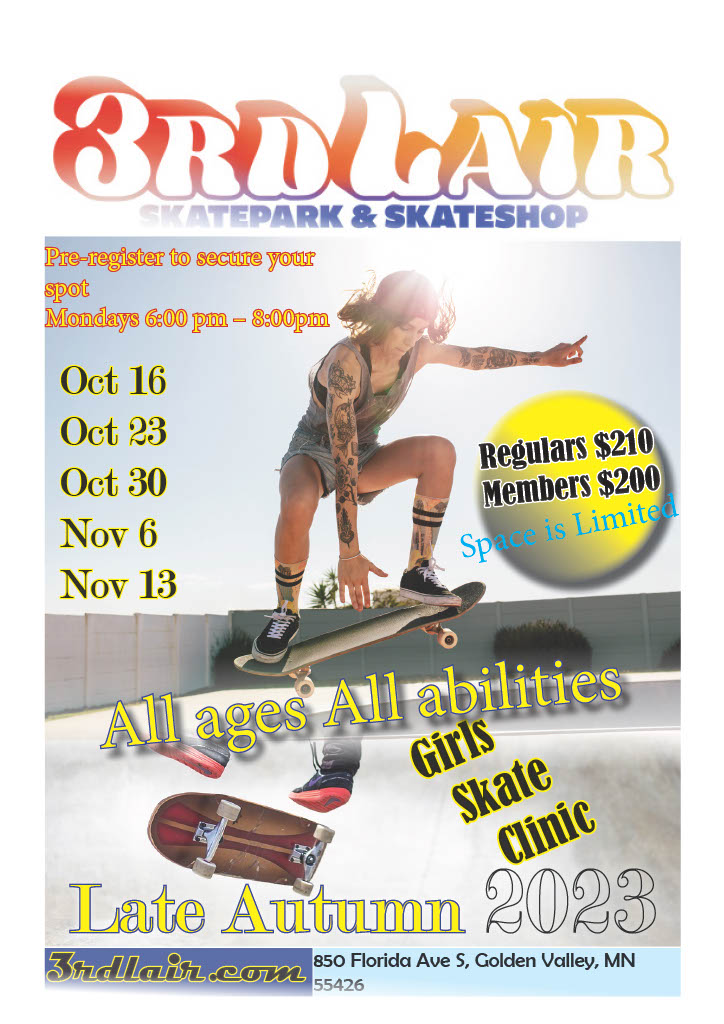 3RD LAIR
SKATEPARK & SKATESHOP
Pre-register to secure your
spot
Mondays 6:00 pm – 8:00pm
Oct 16
Oct 23
Oct 30
Nov 6
Nov 13
Regulars $210
Members $200
Space is Limited
All ages All abilities
Girls
Skate
Clinic
Late Autumn 2023
3rdlair.com
850 Florida Ave S, Golden Valley, MN
55426